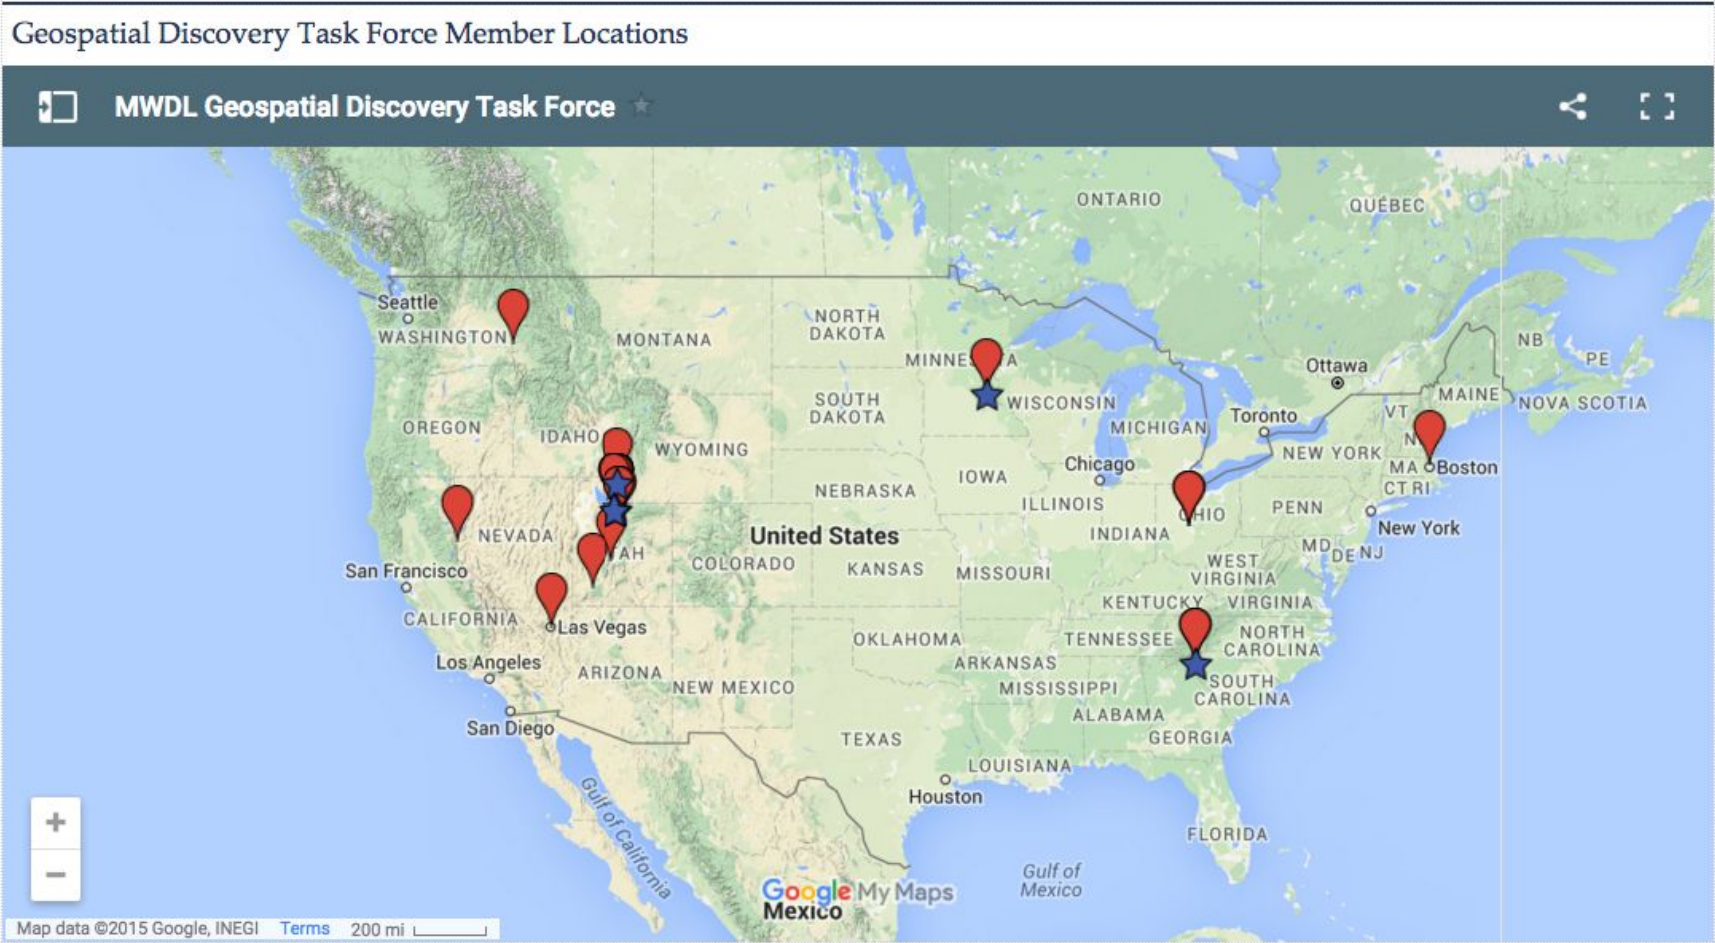 Geospatial Discovery Task Force Member Locations
MWDL Geospatial Discovery Task Force
ONTARIO
QUÉBEC
Seattle
WASHINGTON
MONTANA
NORTH
DAKOTA
MINNE A
Ottawa
NB
PE
SOUTH
DAKOTA
WISCONSIN
MAINE
NOVA SCOTIA
OREGON
IDAHO
WYOMING
MICHIGAN
Toronto
VT
N
NEW YORK
Chicago
MA
Boston
CT RI
IOWA
NEBRASKA
ILLINOIS
OHIO
PENN
New York
NEVADA
United States
INDIANA
MD
DE NJ
San Francisco
AH
COLORADO
KANSAS
MISSOURI
WEST
VIRGINIA
CALIFORNIA
Las Vegas
KENTUCKY
VIRGINIA
OKLAHOMA
TENNESSEE
NORTH
CAROLINA
Los Angeles
ARIZONA
NEW MEXICO
ARKANSAS
MISSISSIPPI
SOUTH
CAROLINA
San Diego
ALABAMA
TEXAS
GEORGIA
LOUISIANA
Houston
Gulf of California
FLORIDA
Gulf of
Mexico
Google My Maps
Mexico
+
−
Map data ©2015 Google, INEGI Terms 200 mi